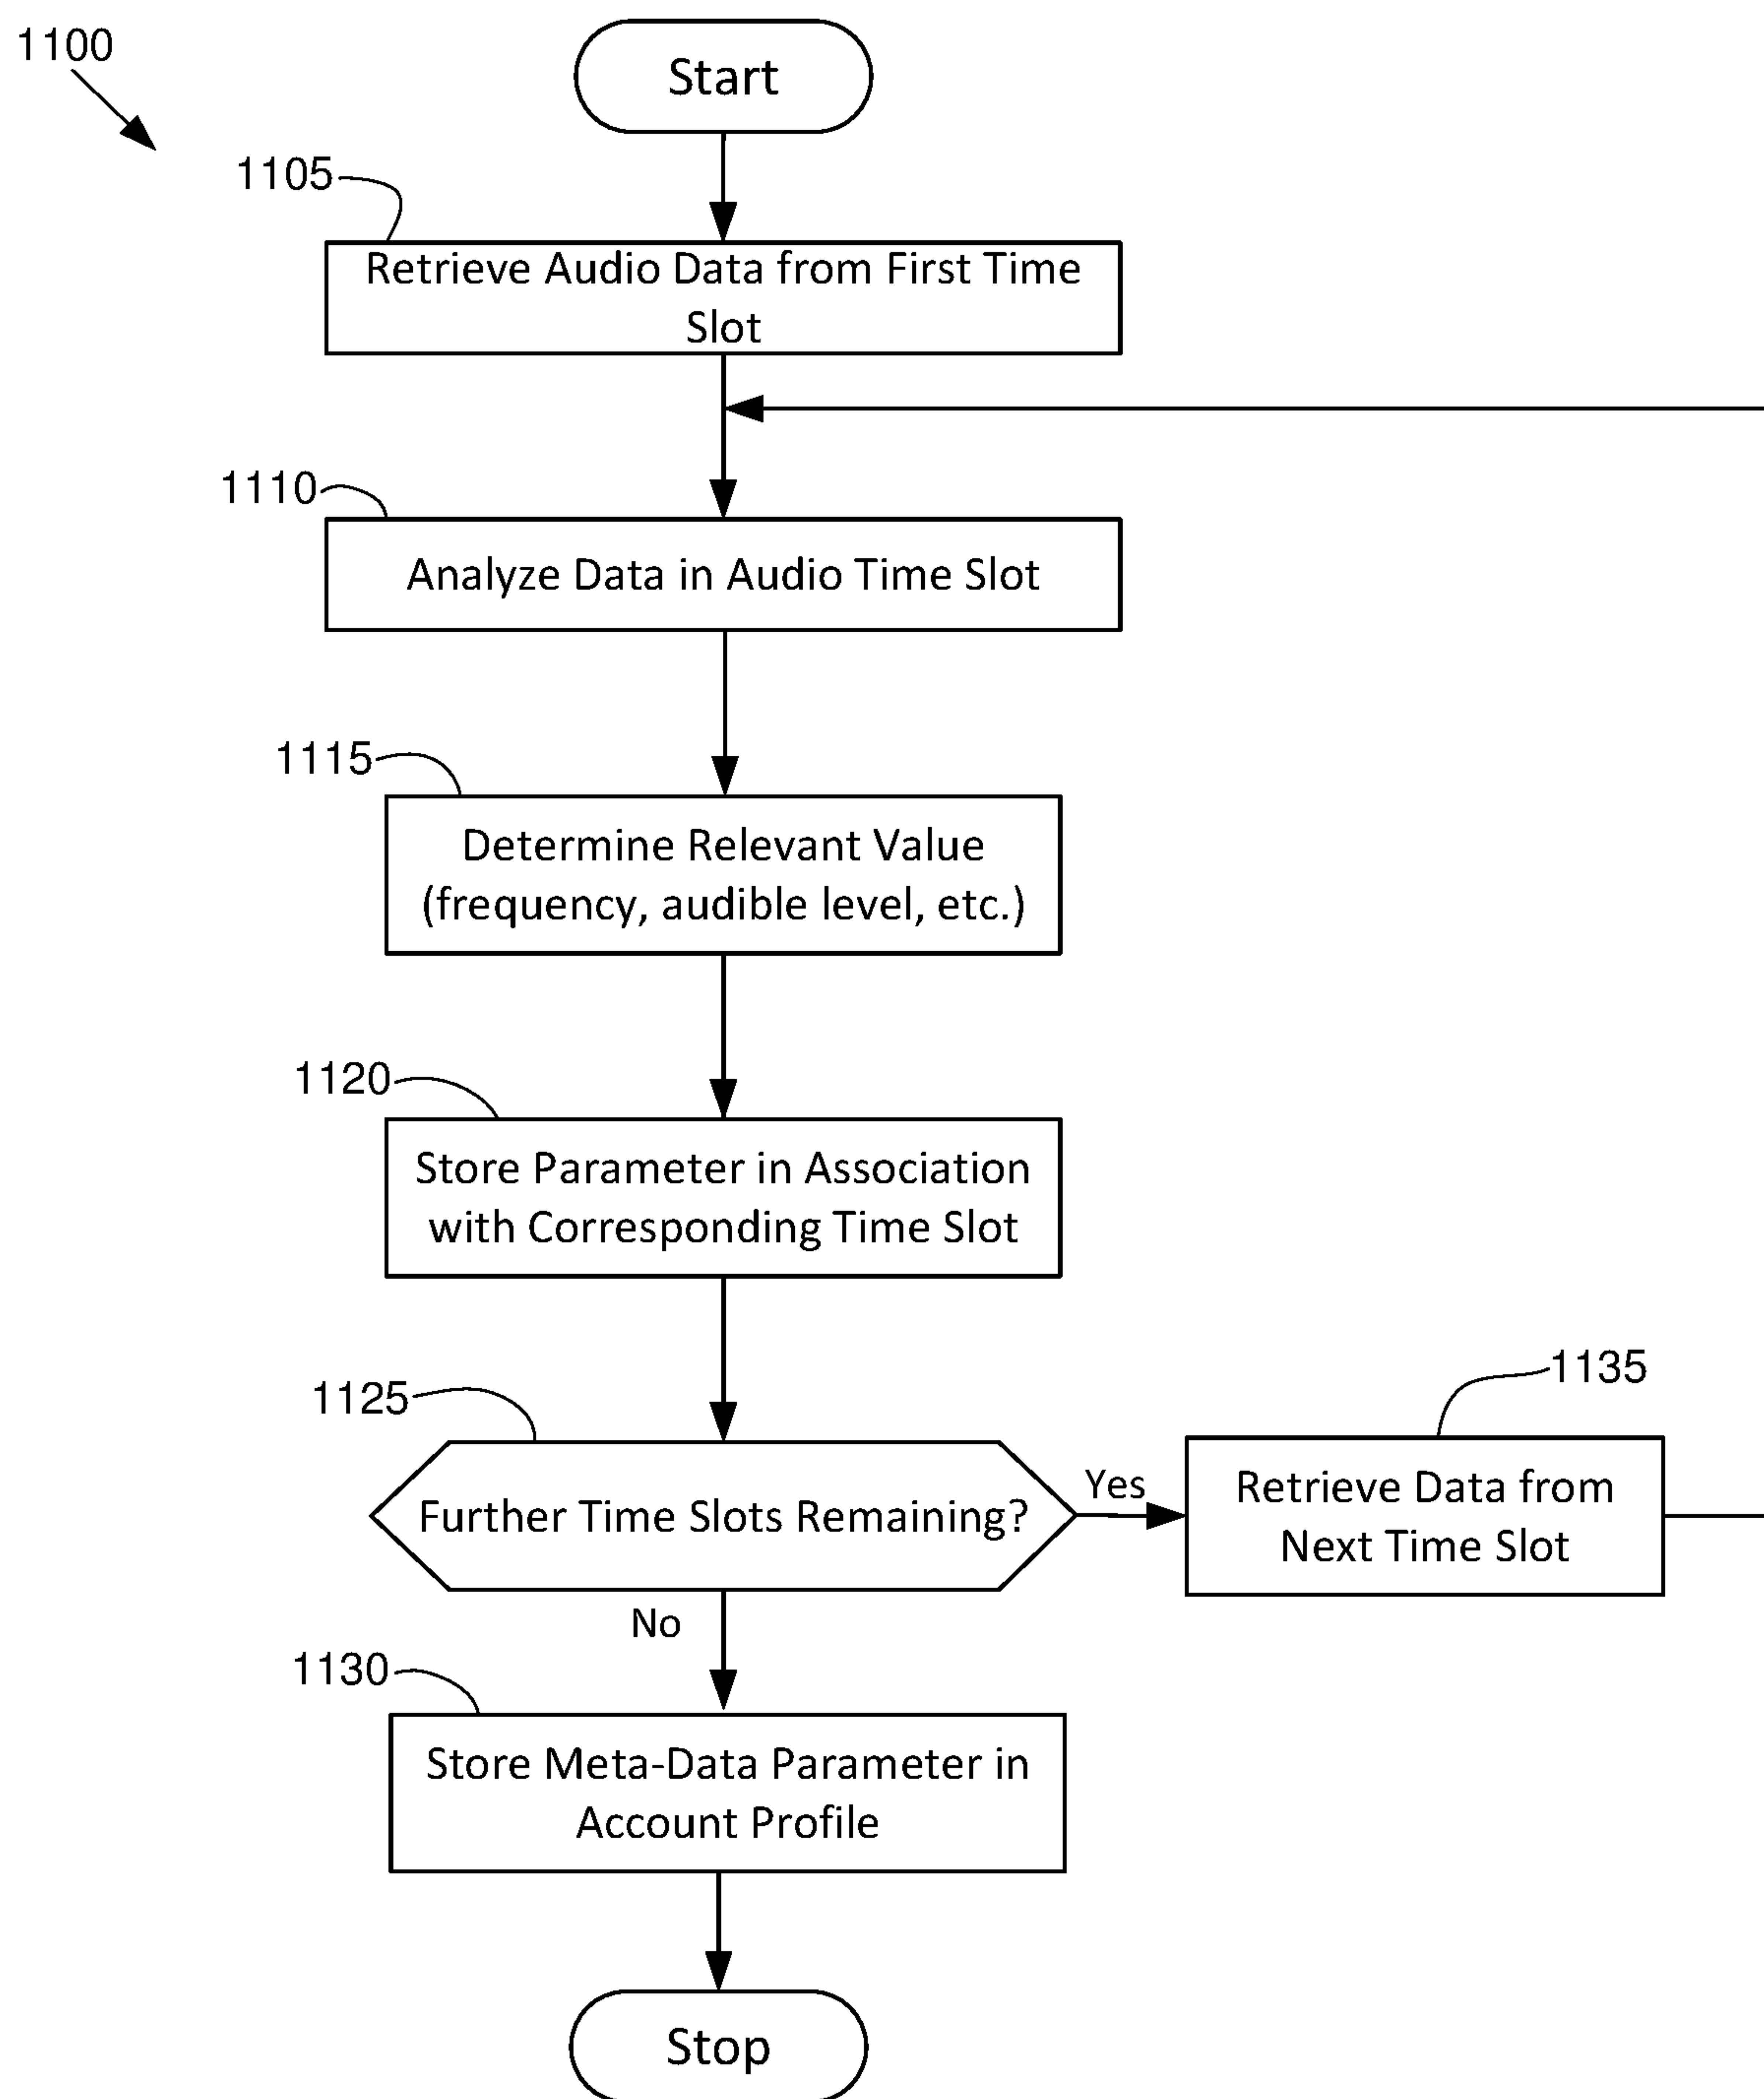 1100
Start
1105
Retrieve Audio Data from First Time
Slot
1110
Analyze Data in Audio Time Slot
1115
Determine Relevant Value
(frequency, audible level, etc.)
1120
Store Parameter in Association
with Corresponding Time Slot
1125
Further Time Slots Remaining?
Yes
1135
Retrieve Data from
Next Time Slot
No
1130
Store Meta-Data Parameter in
Account Profile
Stop